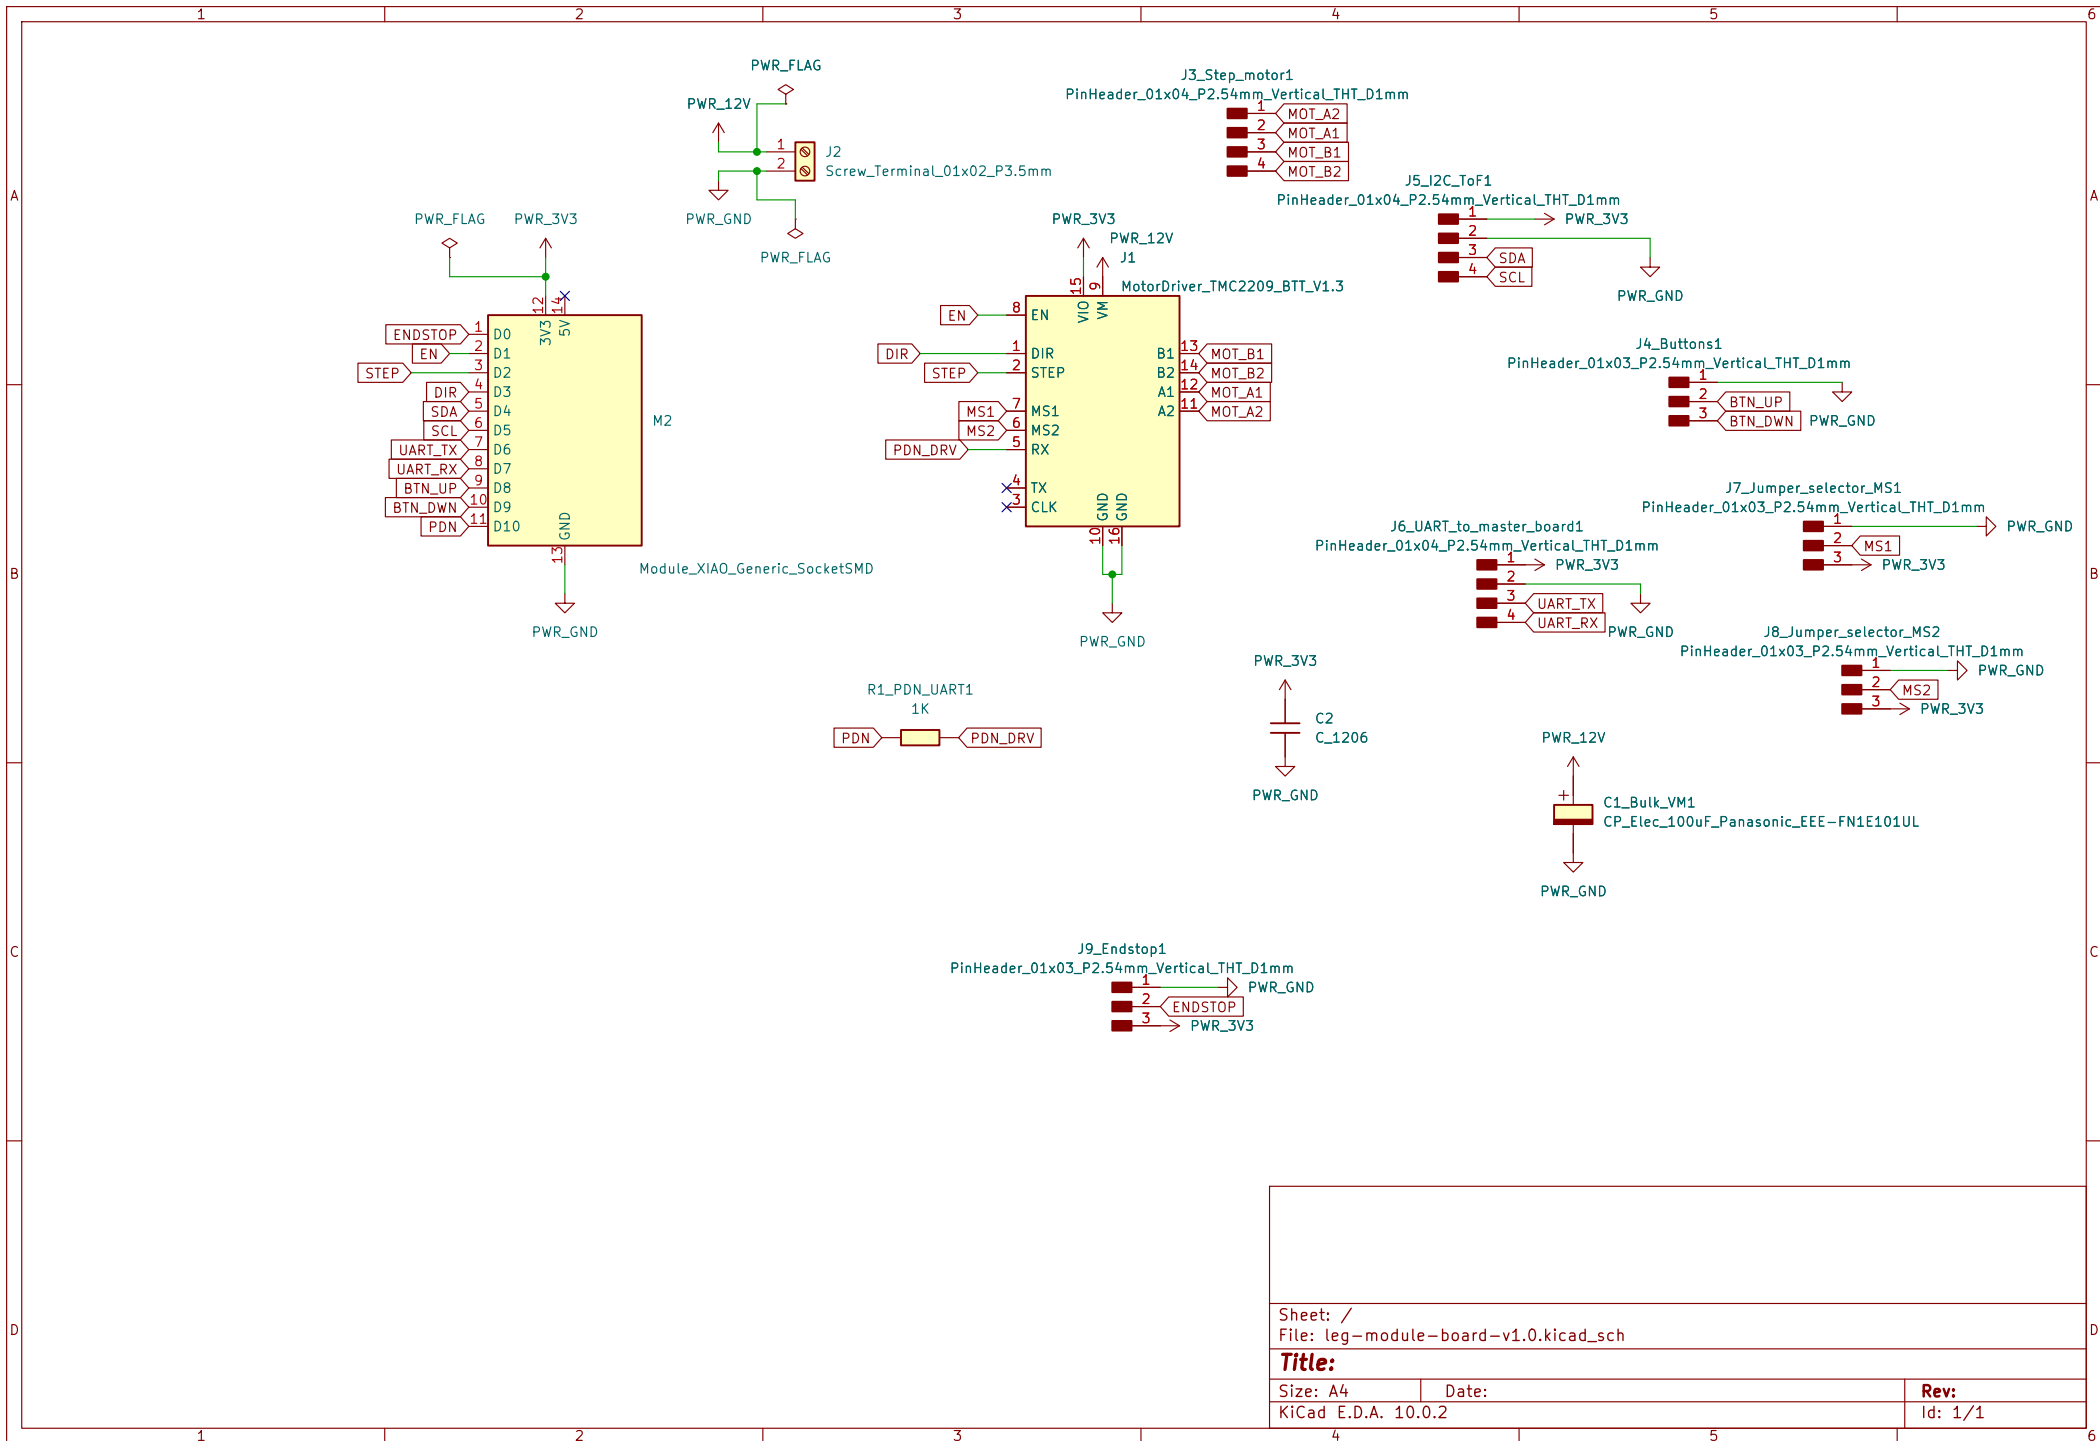 1 2 3 4 5 6
PWR_FLAG
PWR_12V
1
2
J2
Screw_Terminal_01x02_P3.5mm
PWR_GND
PWR_FLAG
J3_Step_motor1
PinHeader_01x04_P2.54mm_Vertical_THT_D1mm
1 MOT_A2
2 MOT_A1
3 MOT_B1
4 MOT_B2
J5_I2C_ToF1
PinHeader_01x04_P2.54mm_Vertical_THT_D1mm
1 PWR_3V3
2
3 SDA
4 SCL
PWR_GND
A A
PWR_FLAG PWR_3V3
12 14
3V3 5V
ENDSTOP 1 D0
EN 2 D1
STEP 3 D2
DIR 4 D3
SDA 5 D4
SCL 6 D5
UART_TX 7 D6
UART_RX 8 D7
BTN_UP 9 D8
BTN_DWN 10 D9
PDN 11 D10
GND
13
M2
Module_XIAO_Generic_SocketSMD
PWR_GND
PWR_3V3
PWR_12V
J1
MotorDriver_TMC2209_BTT_V1.3
15 9
VIO VM
EN 8 EN
DIR 1 DIR
STEP 2 STEP
MS1 7 MS1
MS2 6 MS2
PDN_DRV 5 RX
4 TX
3 CLK
B1 13 MOT_B1
B2 14 MOT_B2
A1 12 MOT_A1
A2 11 MOT_A2
GND GND
10 16
PWR_GND
J4_Buttons1
PinHeader_01x03_P2.54mm_Vertical_THT_D1mm
1
2 BTN_UP
3 BTN_DWN
PWR_GND
J7_Jumper_selector_MS1
PinHeader_01x03_P2.54mm_Vertical_THT_D1mm
1 PWR_GND
2 MS1
3 PWR_3V3
J6_UART_to_master_board1
PinHeader_01x04_P2.54mm_Vertical_THT_D1mm
1 PWR_3V3
2
3 UART_TX
4 UART_RX
PWR_GND
B B
J8_Jumper_selector_MS2
PinHeader_01x03_P2.54mm_Vertical_THT_D1mm
1 PWR_GND
2 MS2
3 PWR_3V3
R1_PDN_UART1
1K
PDN PDN_DRV
PWR_3V3
C2
C_1206
PWR_GND
PWR_12V
+
C1_Bulk_VM1
CP_Elec_100uF_Panasonic_EEE-FN1E101UL
PWR_GND
C C
J9_Endstop1
PinHeader_01x03_P2.54mm_Vertical_THT_D1mm
1 PWR_GND
2 ENDSTOP
3 PWR_3V3
D D
Sheet: /
File: leg-module-board-v1.0.kicad_sch
Title:
Size: A4 Date: Rev:
KiCad E.D.A. 10.0.2 Id: 1/1
1 2 3 4 5 6